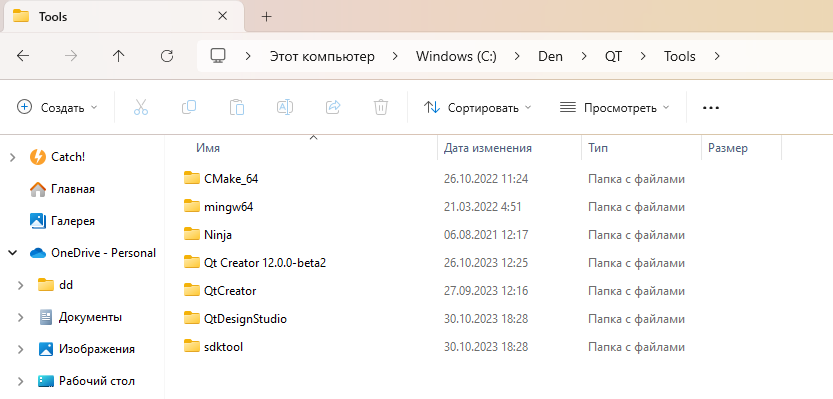 Tools
Этот компьютер Windows (C:) Den QT Tools
Создать Сортировать Просмотреть
Имя Дата изменения Тип Размер
Catch!
Главная
Галерея
OneDrive - Personal
dd
Документы
Изображения
Рабочий стол
CMake_64 26.10.2022 11:24 Папка с файлами
mingw64 21.03.2022 4:51 Папка с файлами
Ninja 06.08.2021 12:17 Папка с файлами
Qt Creator 12.0.0-beta2 26.10.2023 12:25 Папка с файлами
QtCreator 27.09.2023 12:16 Папка с файлами
QtDesignStudio 30.10.2023 18:28 Папка с файлами
sdktool 30.10.2023 18:28 Папка с файлами